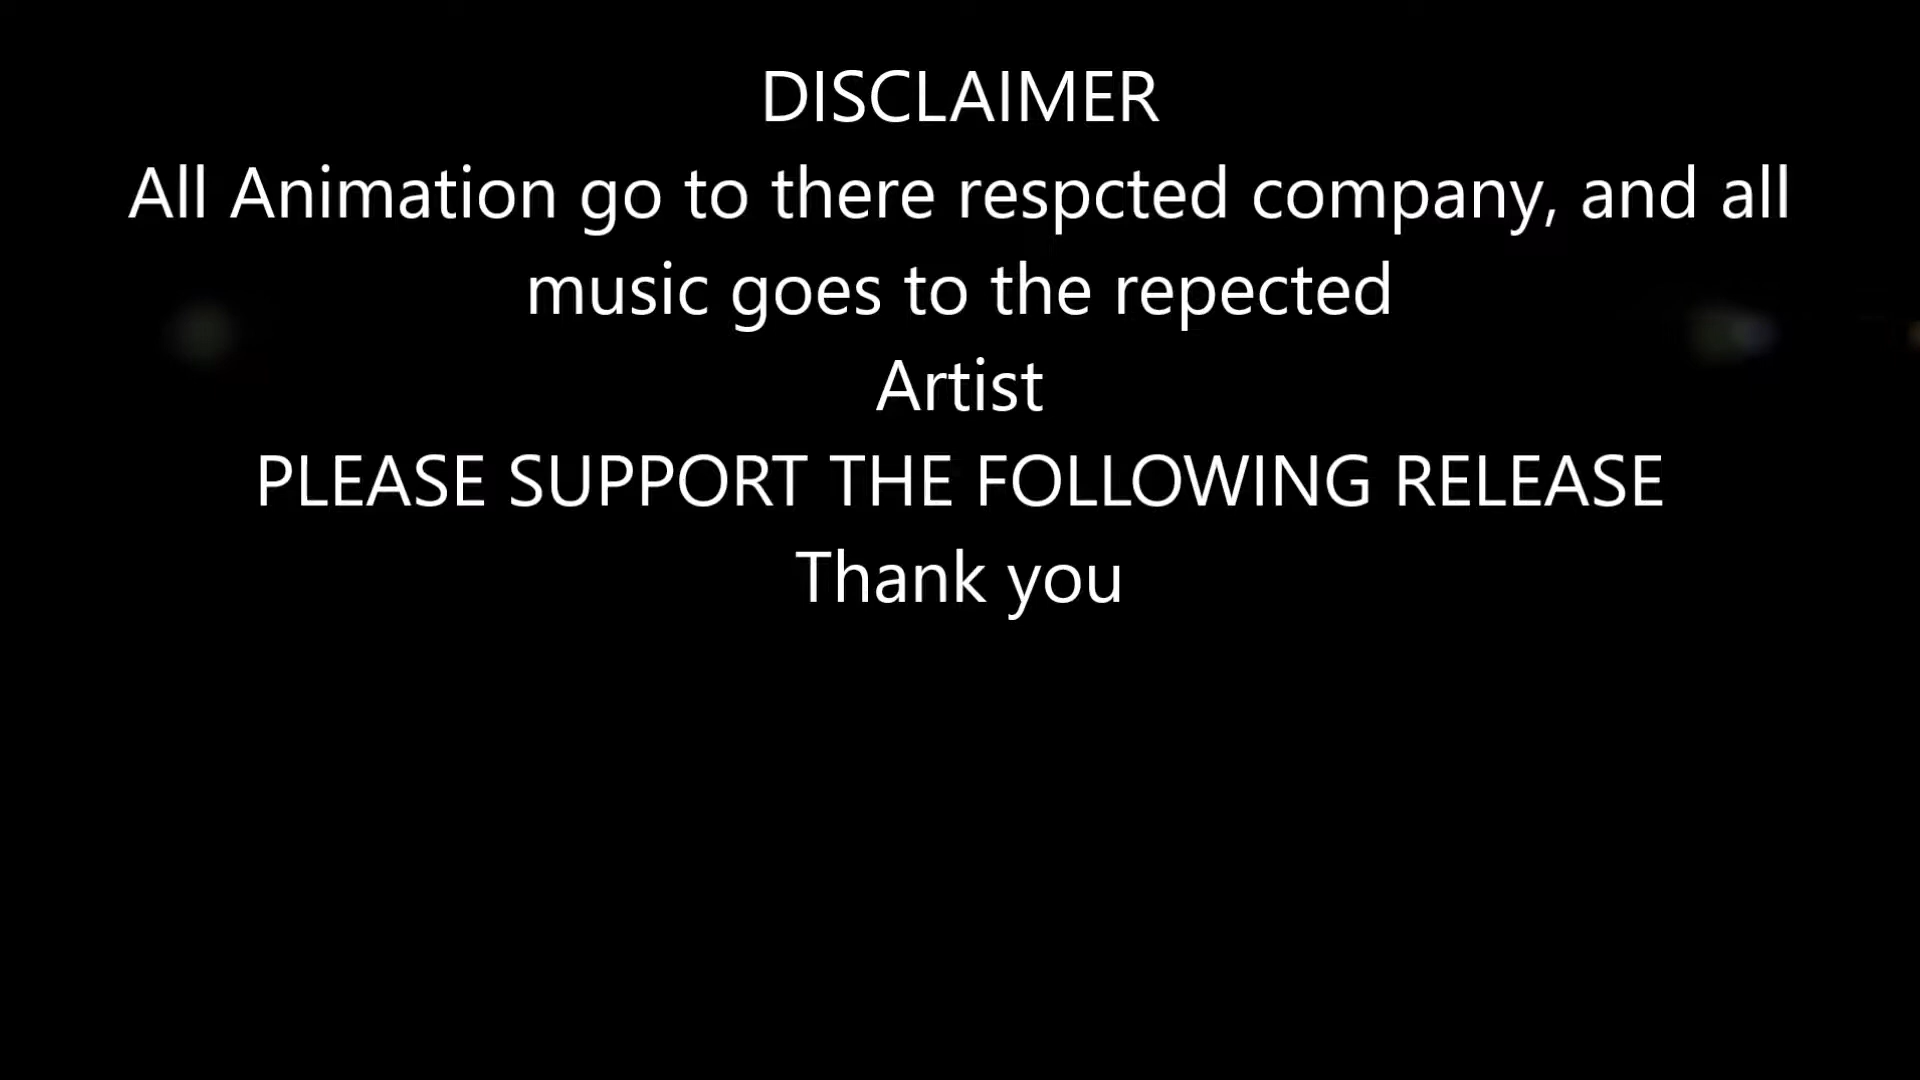 DISCLAIMER
All Animation go to there respcted company, and all
music goes to the repected
Artist
PLEASE SUPPORT THE FOLLOWING RELEASE
Thank you